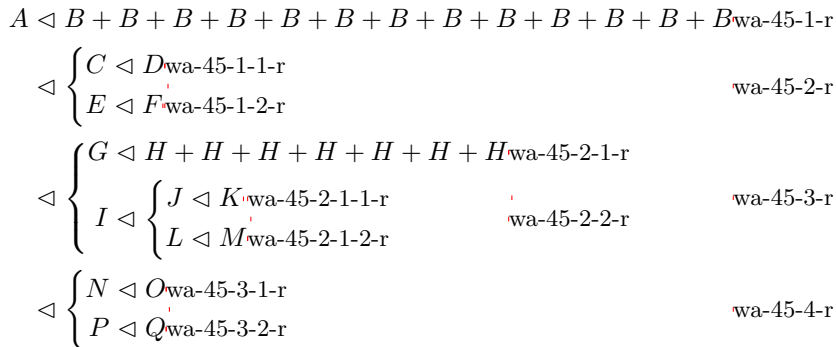 A ◁ B + B + B + B + B + B + B + B + B + B + B + B + B wa-45-1-r
◁ { C ◁ D wa-45-1-1-r
E ◁ F wa-45-1-2-r
wa-45-2-r
◁ { G ◁ H + H + H + H + H + H + H wa-45-2-1-r
I ◁ { J ◁ K wa-45-2-1-1-r
L ◁ M wa-45-2-1-2-r
wa-45-2-2-r
wa-45-3-r
◁ { N ◁ O wa-45-3-1-r
P ◁ Q wa-45-3-2-r
wa-45-4-r